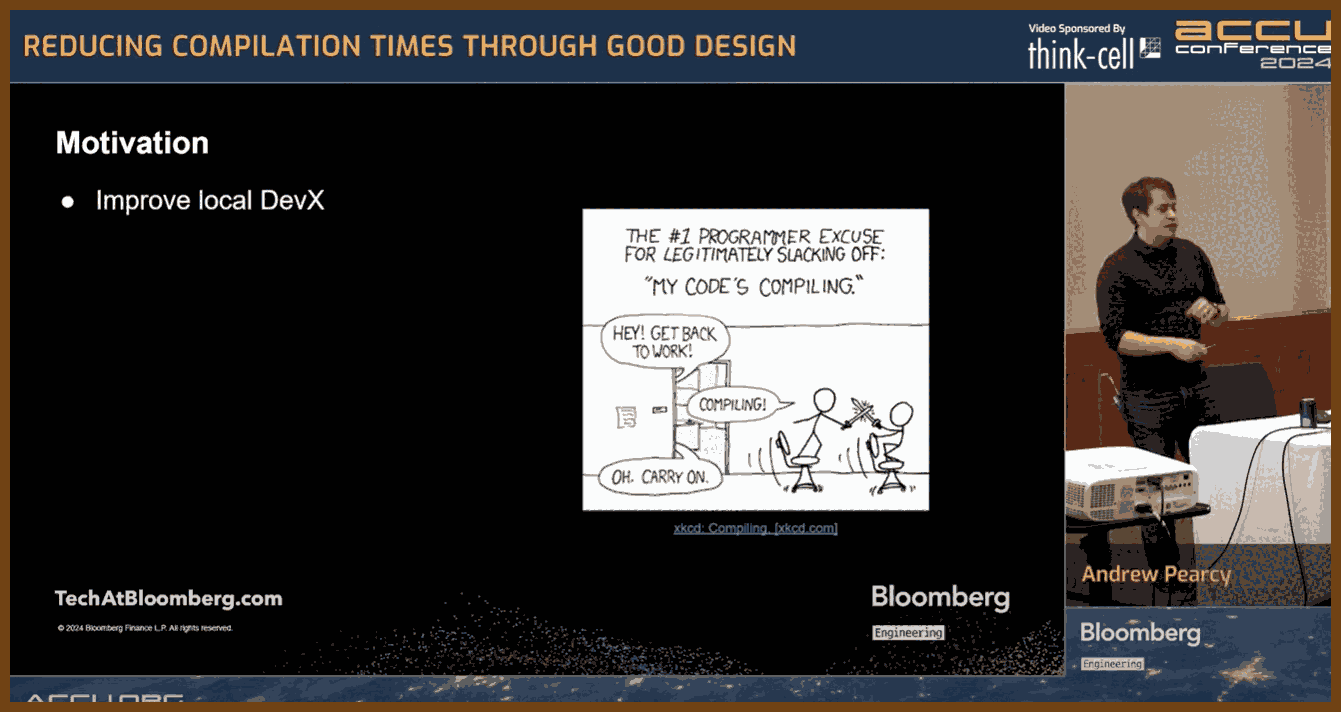 REDUCING COMPILATION TIMES THROUGH GOOD DESIGN
Video Sponsored By
think-cell
accu
conference
2024
Motivation
● Improve local DevX
THE #1 PROGRAMMER EXCUSE
FOR LEGITIMATELY SLACKING OFF:
"MY CODE'S COMPILING."
HEY! GET BACK
TO WORK!
COMPILING!
OH. CARRY ON.
xkcd: Compiling, [xkcd.com]
TechAtBloomberg.com
© 2024 Bloomberg Finance L.P. All rights reserved.
Bloomberg
Engineering
Andrew Pearcy
Bloomberg
Engineering
ACCU.ORG